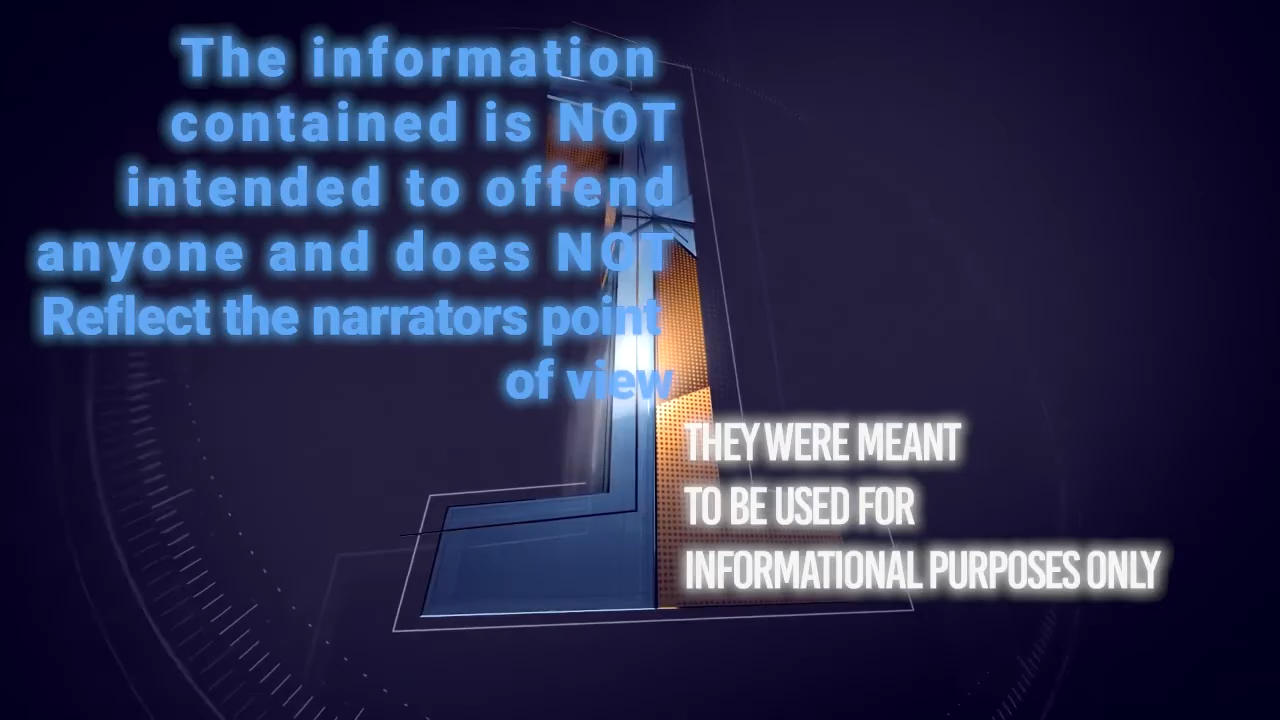 The information
contained is NOT
intended to offend
anyone and does NOT
Reflect the narrators point
of view
THEY WERE MEANT
TO BE USED FOR
INFORMATIONAL PURPOSES ONLY